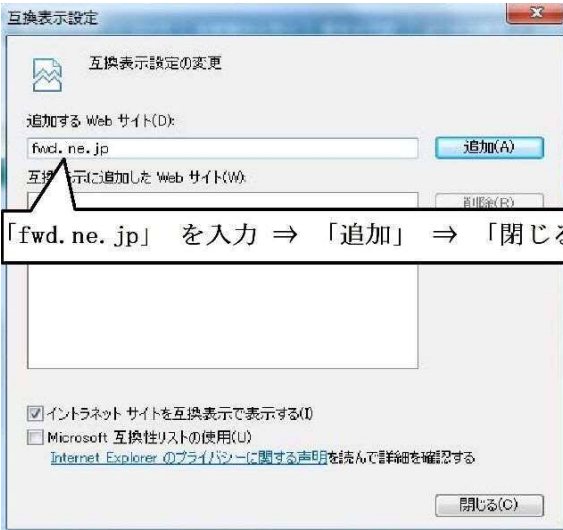 互換表示設定
互換表示設定の変更
追加する Web サイト(D):
fwd.ne.jp
追加(A)
互換表示に追加した Web サイト(W):
削除(R)
「fwd.ne.jp」 を入力 ⇒ 「追加」 ⇒ 「閉じる
イントラネット サイトを互換表示で表示する(I)
Microsoft 互換性リストの使用(U)
Internet Explorer のプライバシーに関する声明を読んで詳細を確認する
閉じる(C)